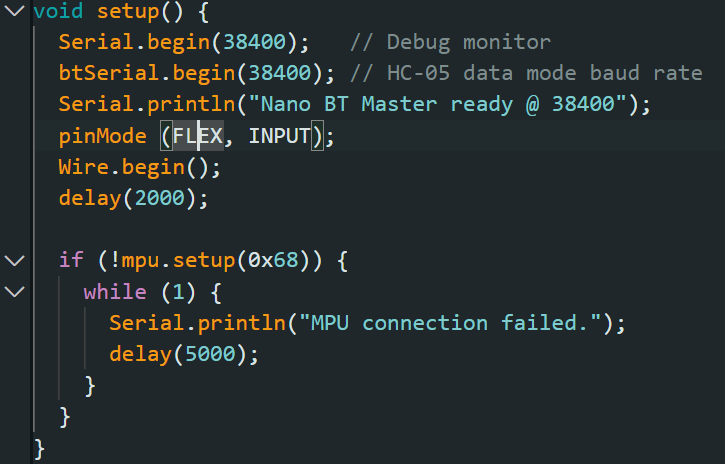 void setup() {
  Serial.begin(38400);   // Debug monitor
  btSerial.begin(38400); // HC-05 data mode baud rate
  Serial.println("Nano BT Master ready @ 38400");
  pinMode (FLEX, INPUT);
  Wire.begin();
  delay(2000);

  if (!mpu.setup(0x68)) {
    while (1) {
      Serial.println("MPU connection failed.");
      delay(5000);
    }
  }
}